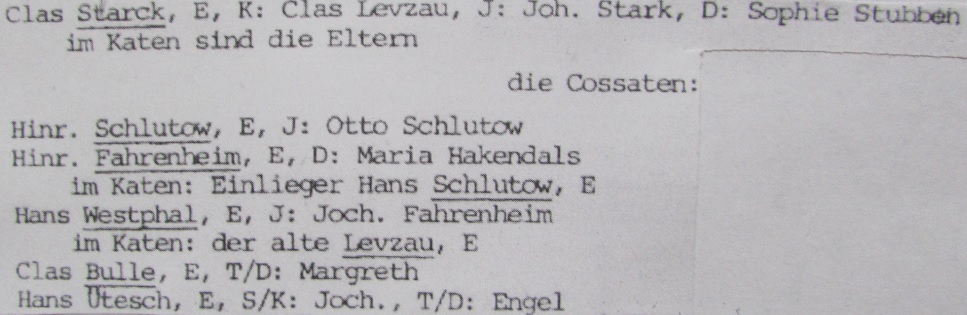 Clas Starck, E, K: Clas Levzau, J: Joh. Stark, D: Sophie Stubben
im Katen sind die Eltern
die Cossaten:
Hinr. Schlutow, E, J: Otto Schlutow
Hinr. Fahrenheim, E, D: Maria Hakendals
im Katen: Einlieger Hans Schlutow, E
Hans Westphal, E, J: Joch. Fahrenheim
im Katen: der alte Levzau, E
Clas Bulle, E, T/D: Margreth
Hans Utesch, E, S/K: Joch., T/D: Engel